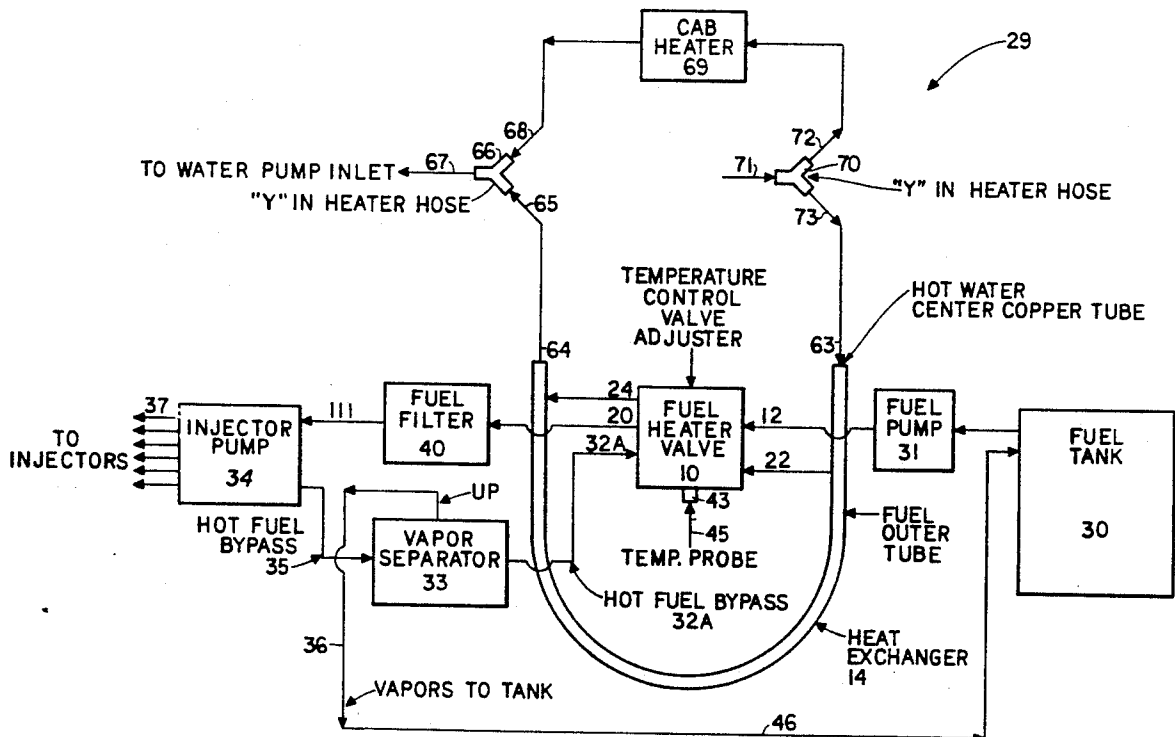 CAB
HEATER
69
29
68
72
66
67
TO WATER PUMP INLET
"Y" IN HEATER HOSE
65
71
70
"Y" IN HEATER HOSE
73
TEMPERATURE
CONTROL
VALVE
ADJUSTER
HOT WATER
CENTER COPPER TUBE
64
63
37
TO
INJECTORS
INJECTOR
PUMP
34
111
FUEL
FILTER
40
24
20
32A
FUEL
HEATER
VALVE
10
12
22
FUEL
PUMP
31
FUEL
TANK
30
43
45
TEMP. PROBE
FUEL
OUTER
TUBE
UP
HOT FUEL
BYPASS
35
VAPOR
SEPARATOR
33
HOT FUEL BYPASS
32A
HEAT
EXCHANGER
14
36
VAPORS TO TANK
46